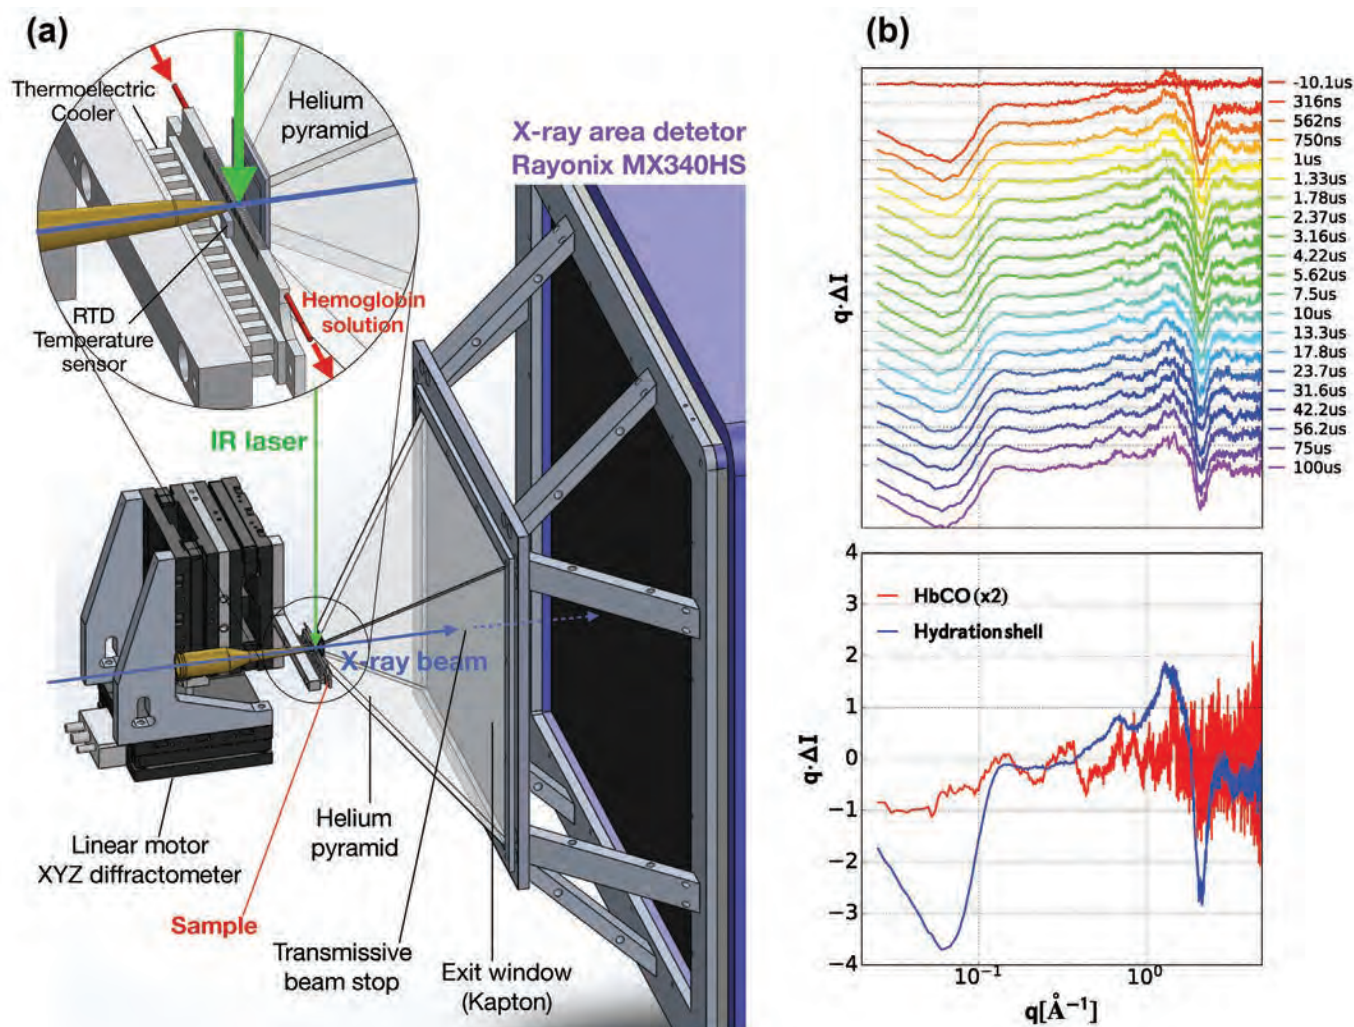 (a)
Thermoelectric
Cooler
Helium
pyramid
RTD
Temperature
sensor
Hemoglobin
solution
X-ray area detetor
Rayonix MX340HS
IR laser
X-ray beam
Linear motor
XYZ diffractometer
Sample
Helium
pyramid
Transmissive
beam stop
Exit window
(Kapton)
(b)
q·ΔI
-10.1us
316ns
562ns
750ns
1us
1.33us
1.78us
2.37us
3.16us
4.22us
5.62us
7.5us
10us
13.3us
17.8us
23.7us
31.6us
42.2us
56.2us
75us
100us
q·ΔI
4
3
2
1
0
−1
−2
−3
−4
HbCO (x2)
Hydration shell
10⁻¹
10⁰
q[Å⁻¹]